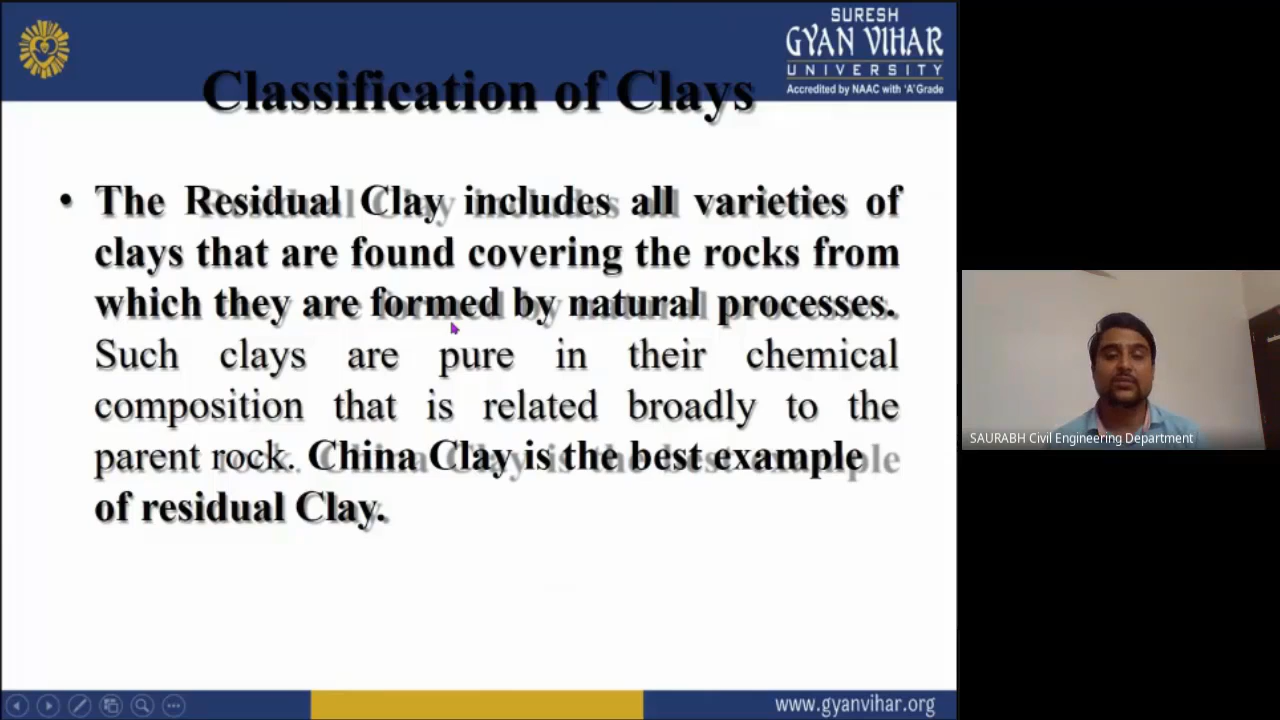 SURESH
GYAN VIHAR
UNIVERSITY
Accredited by NAAC with 'A' Grade
Classification of Clays
• The Residual Clay includes all varieties of
clays that are found covering the rocks from
which they are formed by natural processes.
Such clays are pure in their chemical
composition that is related broadly to the
parent rock. China Clay is the best example
of residual Clay.
SAURABH Civil Engineering Department
www.gyanvihar.org